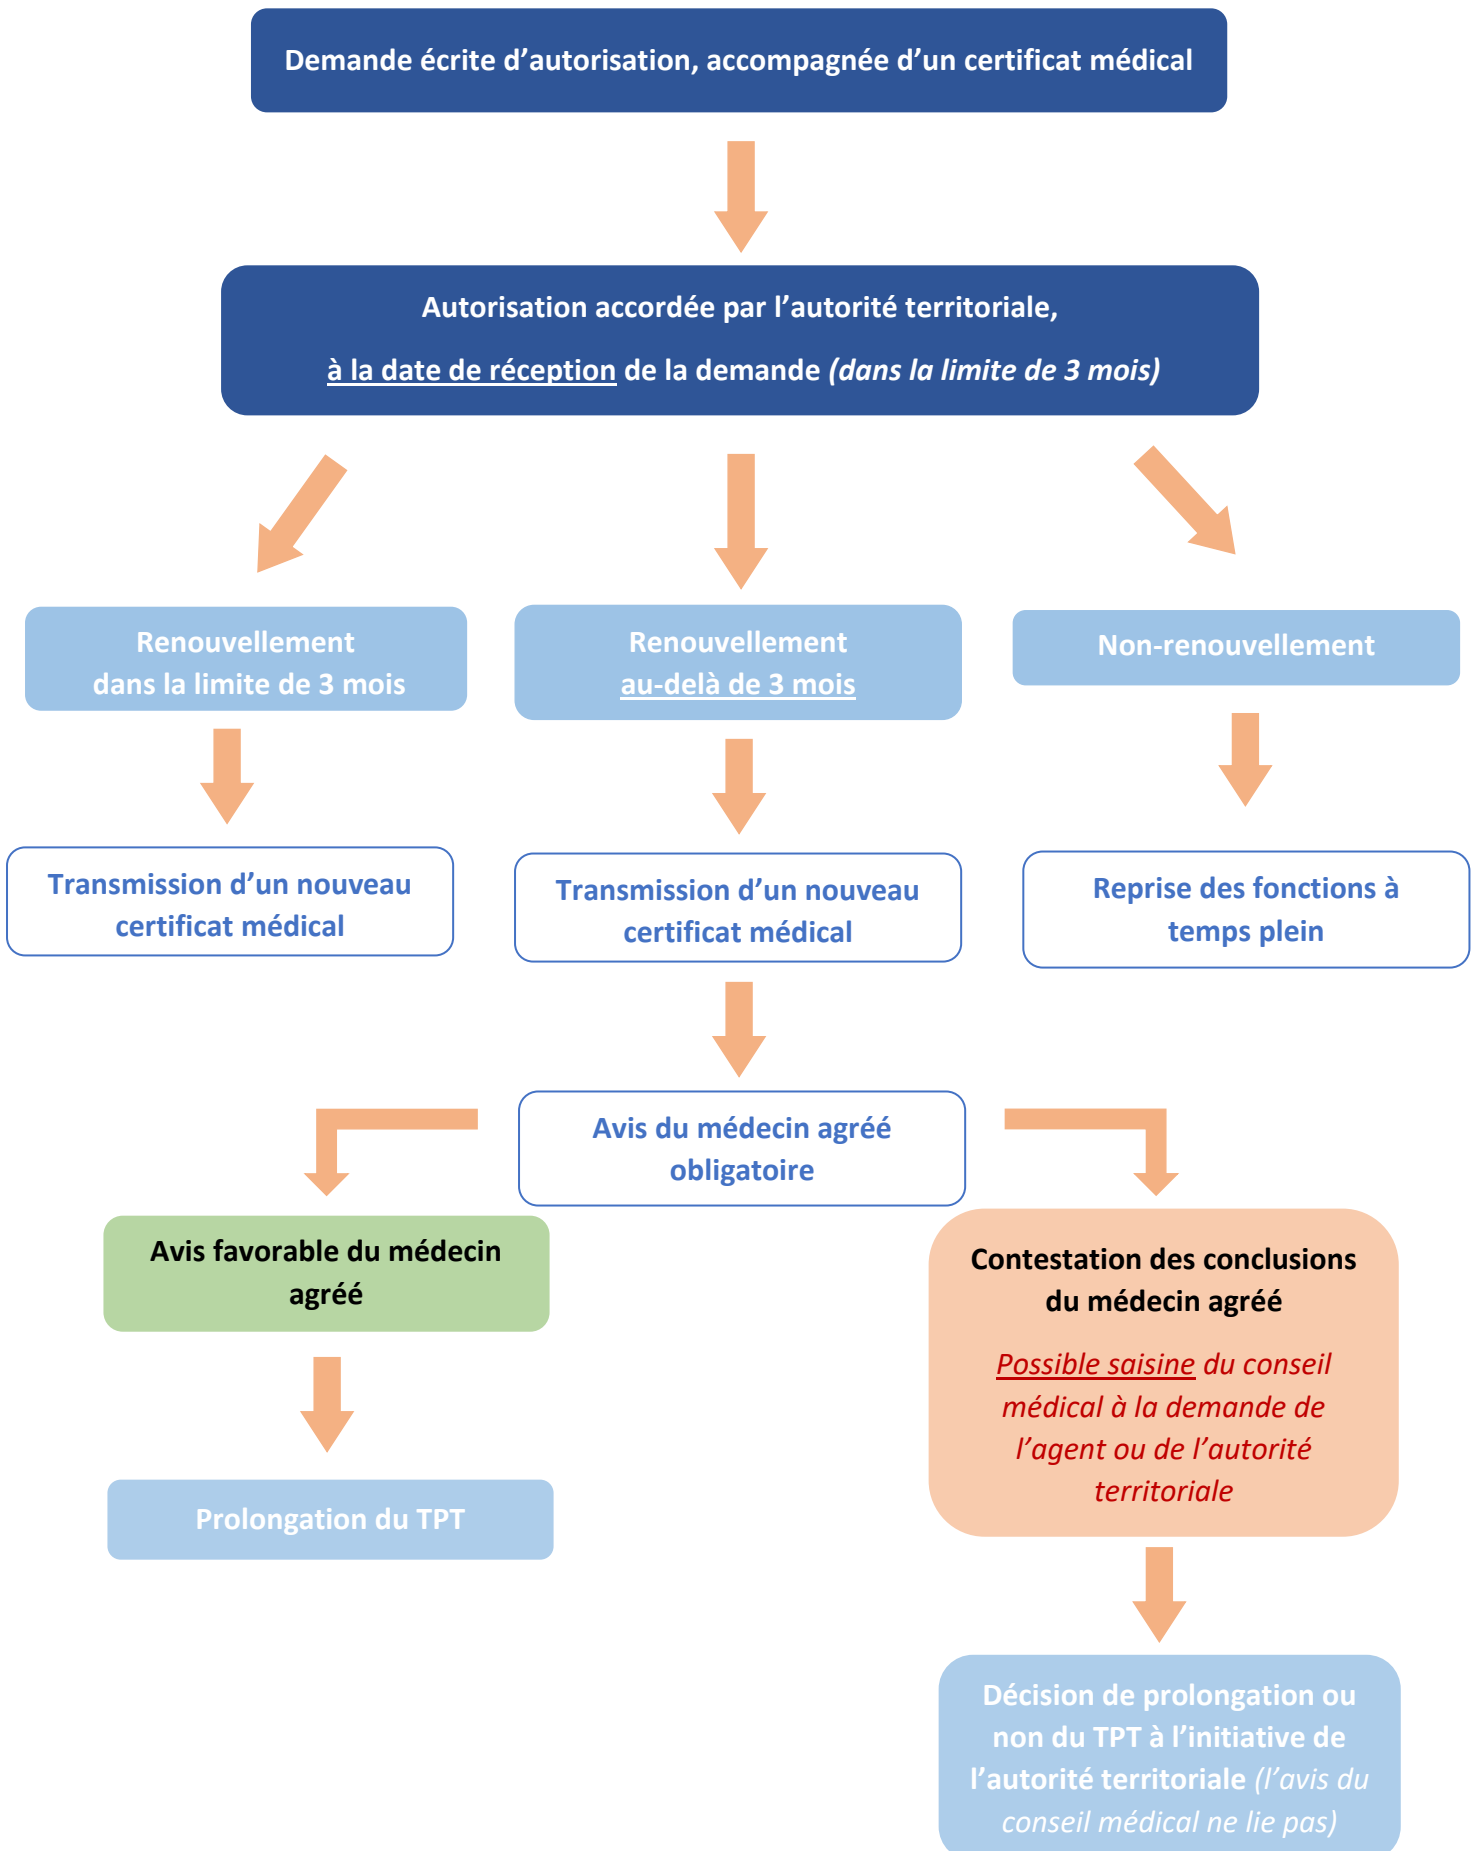 Demande écrite d’autorisation, accompagnée d’un certificat médical
Autorisation accordée par l’autorité territoriale,
à la date de réception de la demande (dans la limite de 3 mois)
Renouvellement
dans la limite de 3 mois
Renouvellement
au-delà de 3 mois
Non-renouvellement
Transmission d’un nouveau
certificat médical
Transmission d’un nouveau
certificat médical
Reprise des fonctions à
temps plein
Avis du médecin agréé
obligatoire
Avis favorable du médecin
agréé
Contestation des conclusions
du médecin agréé
Possible saisine du conseil
médical à la demande de
l’agent ou de l’autorité
territoriale
Prolongation du TPT
Décision de prolongation ou
non du TPT à l’initiative de
l’autorité territoriale (l’avis du
conseil médical ne lie pas)